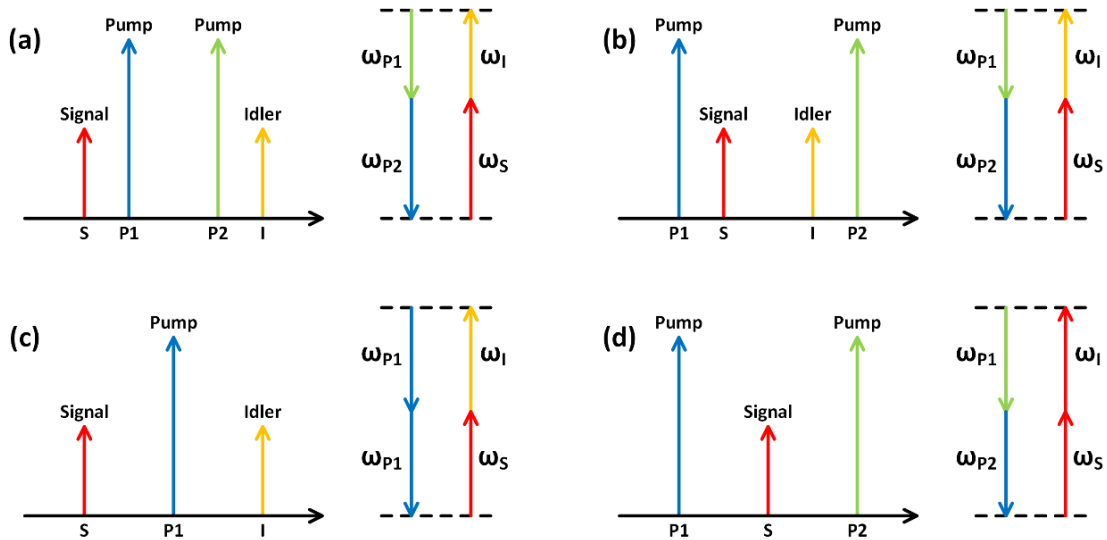 (a)
Pump Pump
Signal Idler
S P1 P2 I
ωP1 ωI
ωP2 ωS
(b)
Pump Pump
Signal Idler
P1 S I P2
ωP1 ωI
ωP2 ωS
(c)
Pump
Signal Idler
S P1 I
ωP1 ωI
ωP1 ωS
(d)
Pump Pump
Signal
P1 S P2
ωP1 ωI
ωP2 ωS